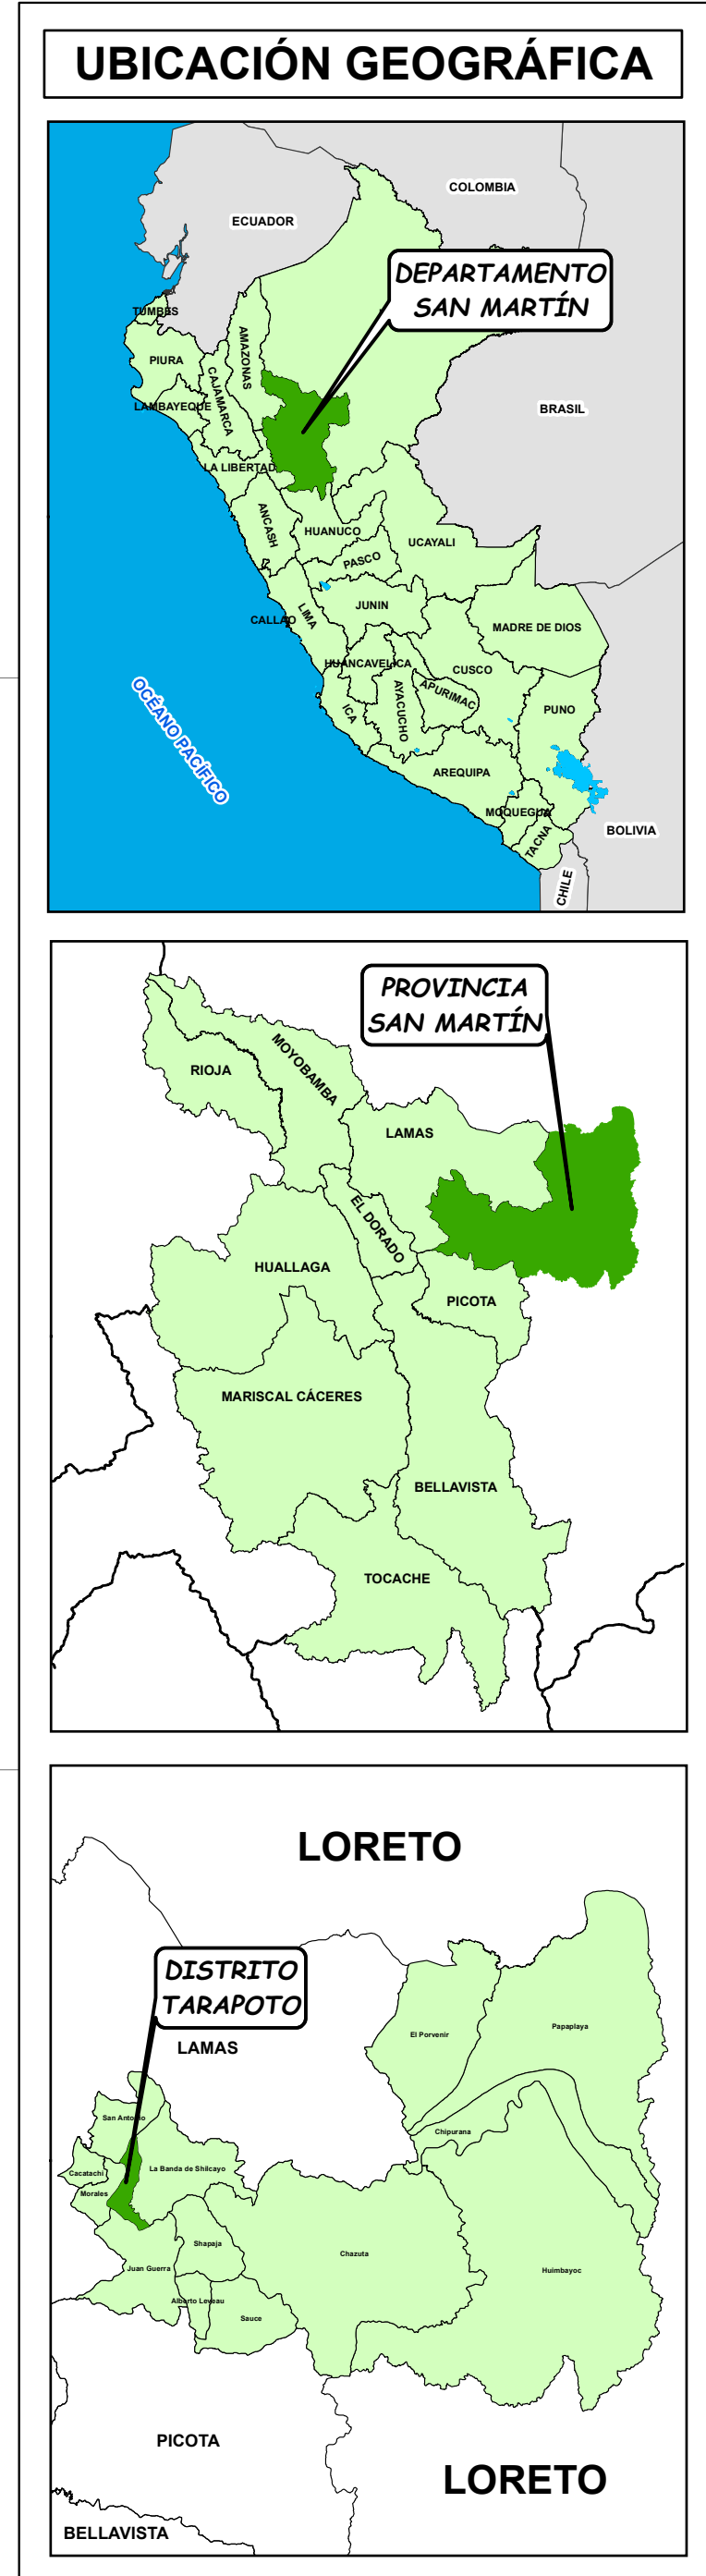 UBICACIÓN GEOGRÁFICA
COLOMBIA
ECUADOR
DEPARTAMENTO
SAN MARTÍN
TUMBES
AMAZONAS
PIURA
CAJAMARCA
LAMBAYEQUE
BRASIL
LA LIBERTAD
ANCASH
HUANUCO
UCAYALI
PASCO
JUNIN
LIMA
CALLAO
MADRE DE DIOS
HUANCAVELICA
CUSCO
APURIMAC
AYACUCHO
ICA
PUNO
OCÉANO PACÍFICO
AREQUIPA
MOQUEGUA
TACNA
BOLIVIA
CHILE
PROVINCIA
SAN MARTÍN
RIOJA
MOYOBAMBA
LAMAS
EL DORADO
HUALLAGA
PICOTA
MARISCAL CÁCERES
BELLAVISTA
TOCACHE
LORETO
DISTRITO
TARAPOTO
LAMAS
El Porvenir
Papaplaya
San Antonio
Chipurana
La Banda de Shilcayo
Cacatachi
Morales
Shapaja
Chazuta
Juan Guerra
Huimbayoc
Alberto Leveau
Sauce
PICOTA
LORETO
BELLAVISTA